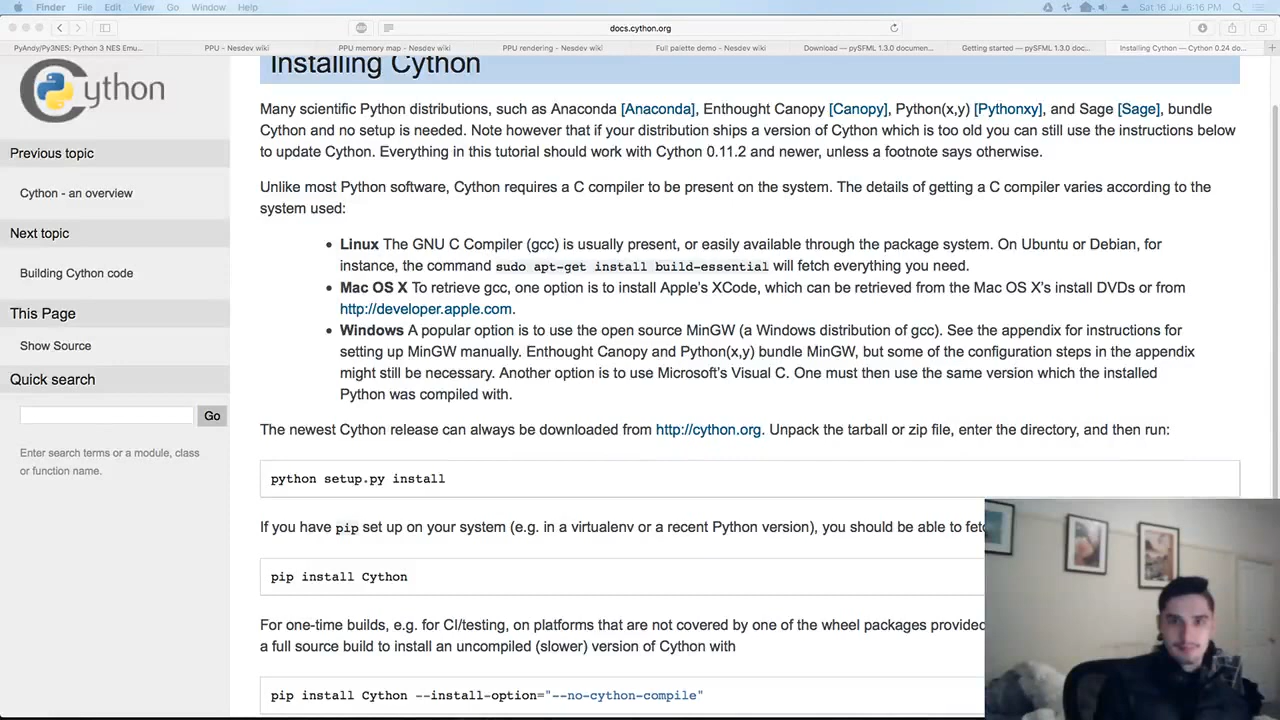 Finder File Edit View Go Window Help
Sat 16 Jul 6:16 PM
docs.cython.org
PyAndy/Py3NES: Python 3 NES Emu... PPU - Nesdev wiki PPU memory map - Nesdev wiki PPU rendering - Nesdev wiki Full palette demo - Nesdev wiki Download — pySFML 1.3.0 documen... Getting started — pySFML 1.3.0 doc... Installing Cython — Cython 0.24 do...
Cython
Previous topic
Cython - an overview
Next topic
Building Cython code
This Page
Show Source
Quick search
Go
Enter search terms or a module, class
or function name.
Installing Cython
Many scientific Python distributions, such as Anaconda [Anaconda], Enthought Canopy [Canopy], Python(x,y) [Pythonxy], and Sage [Sage], bundle
Cython and no setup is needed. Note however that if your distribution ships a version of Cython which is too old you can still use the instructions below
to update Cython. Everything in this tutorial should work with Cython 0.11.2 and newer, unless a footnote says otherwise.
Unlike most Python software, Cython requires a C compiler to be present on the system. The details of getting a C compiler varies according to the
system used:
• Linux The GNU C Compiler (gcc) is usually present, or easily available through the package system. On Ubuntu or Debian, for
instance, the command sudo apt-get install build-essential will fetch everything you need.
• Mac OS X To retrieve gcc, one option is to install Apple's XCode, which can be retrieved from the Mac OS X's install DVDs or from
http://developer.apple.com.
• Windows A popular option is to use the open source MinGW (a Windows distribution of gcc). See the appendix for instructions for
setting up MinGW manually. Enthought Canopy and Python(x,y) bundle MinGW, but some of the configuration steps in the appendix
might still be necessary. Another option is to use Microsoft's Visual C. One must then use the same version which the installed
Python was compiled with.
The newest Cython release can always be downloaded from http://cython.org. Unpack the tarball or zip file, enter the directory, and then run:
python setup.py install
If you have pip set up on your system (e.g. in a virtualenv or a recent Python version), you should be able to
pip install Cython
For one-time builds, e.g. for CI/testing, on platforms that are not covered by one of the wheel packages provided
a full source build to install an uncompiled (slower) version of Cython with
pip install Cython --install-option="--no-cython-compile"